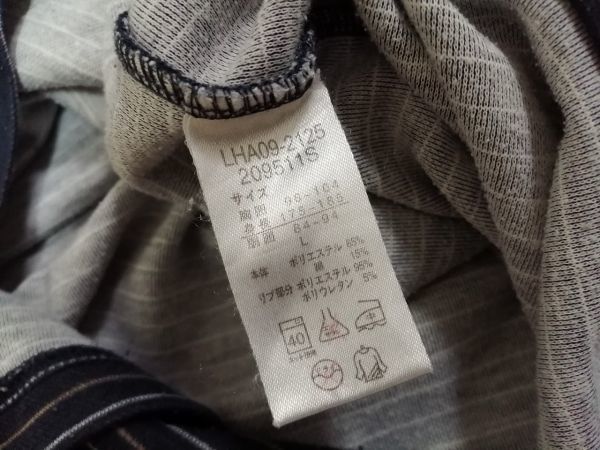 LHA09-2125
209511S
サイズ
胸囲 96-104
身長 175-185
胴囲 84-94
L
本体 ポリエステル 85%
綿 15%
リブ部分 ポリエステル 95%
ポリウレタン 5%
40
中